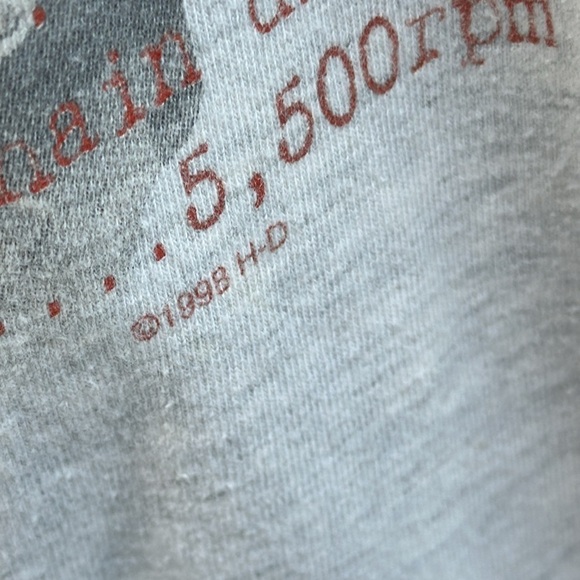 hain
.....5,500rpm
©1998 H-D